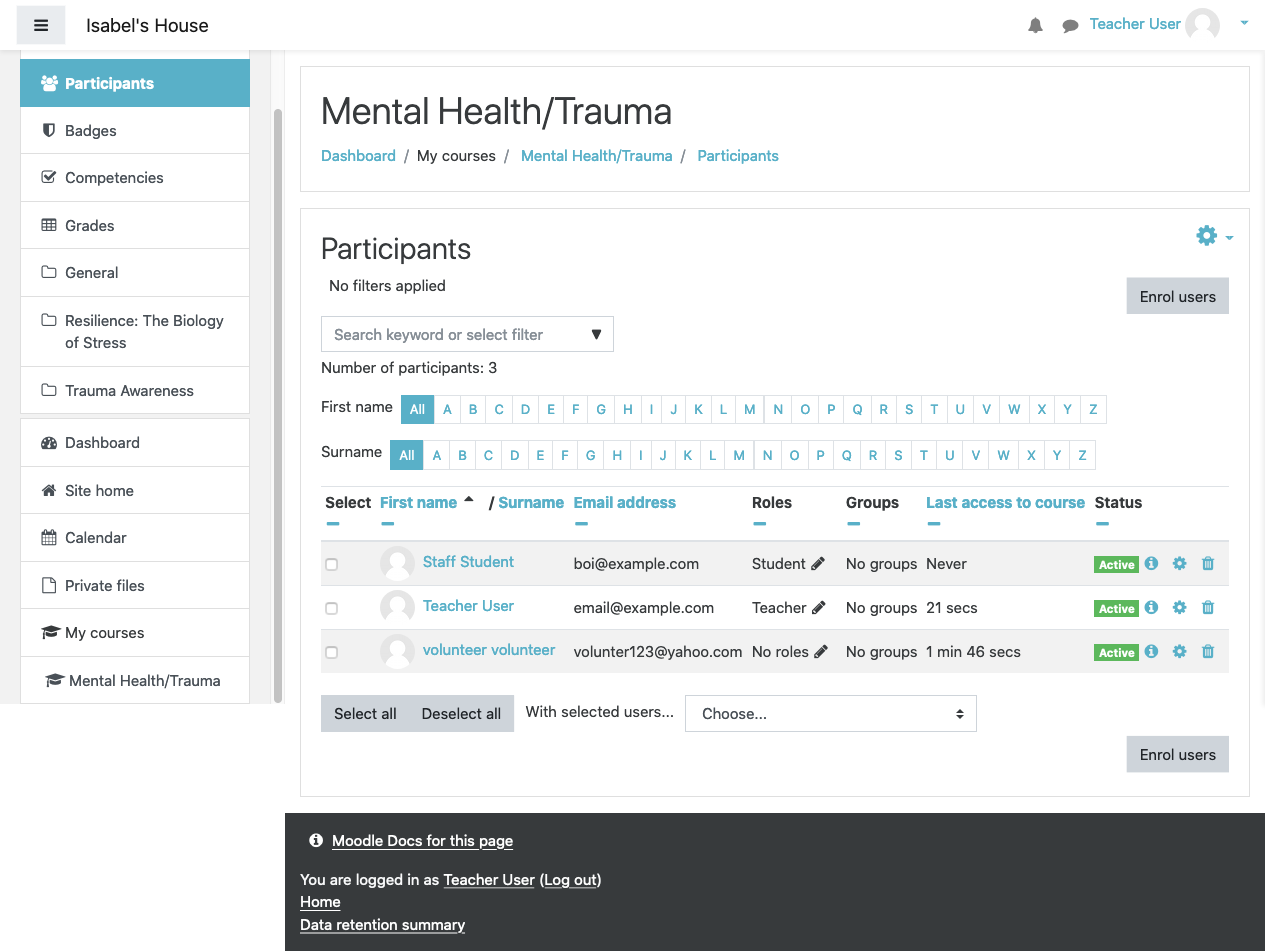 Isabel's House
Teacher User
Participants
Badges
Competencies
Grades
General
Resilience: The Biology
of Stress
Trauma Awareness
Dashboard
Site home
Calendar
Private files
My courses
Mental Health/Trauma
Mental Health/Trauma
Dashboard / My courses / Mental Health/Trauma / Participants
Participants
No filters applied
Enrol users
Search keyword or select filter ▼
Number of participants: 3
First name All A B C D E F G H I J K L M N O P Q R S T U V W X Y Z
Surname All A B C D E F G H I J K L M N O P Q R S T U V W X Y Z
Select First name / Surname Email address Roles Groups Last access to course Status
Staff Student boi@example.com Student No groups Never Active
Teacher User email@example.com Teacher No groups 21 secs Active
volunteer volunteer volunter123@yahoo.com No roles No groups 1 min 46 secs Active
Select all Deselect all With selected users... Choose...
Enrol users
Moodle Docs for this page
You are logged in as Teacher User (Log out)
Home
Data retention summary